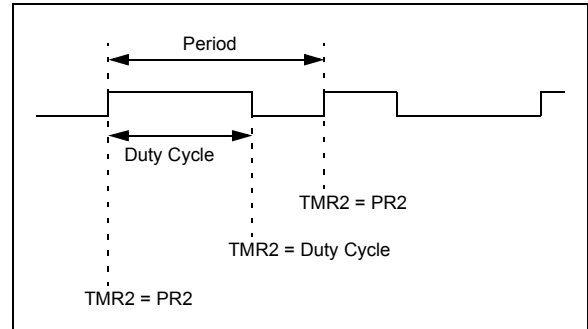 Period
Duty Cycle
TMR2 = PR2
TMR2 = Duty Cycle
TMR2 = PR2